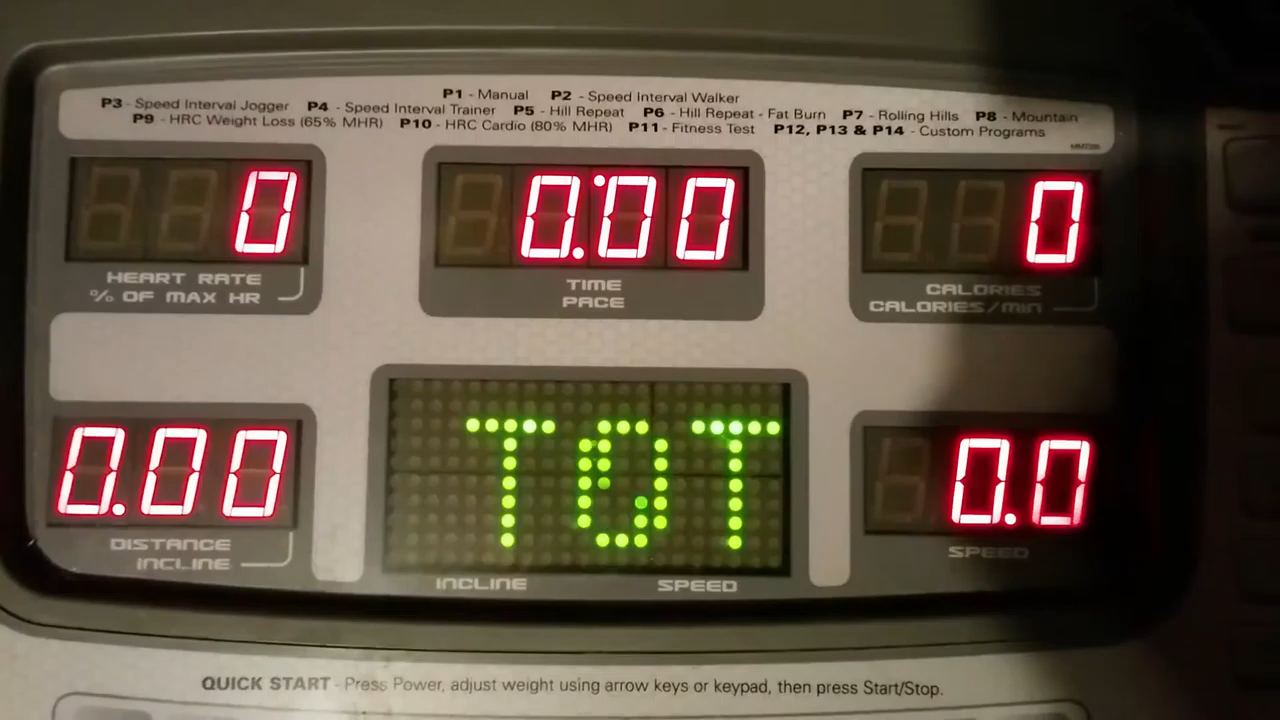 P1 - Manual P2 - Speed Interval Walker
P3 - Speed Interval Jogger P4 - Speed Interval Trainer P5 - Hill Repeat P6 - Hill Repeat - Fat Burn P7 - Rolling Hills P8 - Mountain
P9 - HRC Weight Loss (65% MHR) P10 - HRC Cardio (80% MHR) P11 - Fitness Test P12, P13 & P14 - Custom Programs
0
HEART RATE
% OF MAX HR
0:00
TIME
PACE
0
CALORIES
CALORIES/MIN
0.00
DISTANCE
INCLINE
TOT
INCLINE SPEED
0.0
SPEED
QUICK START - Press Power, adjust weight using arrow keys or keypad, then press Start/Stop.